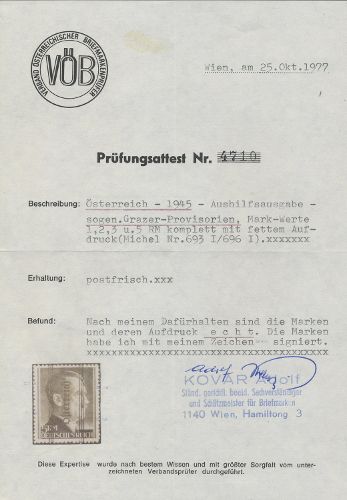 VERBAND ÖSTERREICHISCHER BRIEFMARKENPRÜFER
VÖB
Wien, am 25.Okt.1977
Prüfungsattest Nr. 4710
Beschreibung: Österreich - 1945 - Aushilfsausgabe -
sogen.Grazer-Provisorien, Mark-Werte
1,2,3 u.5 RM komplett mit fettem Auf-
druck(Michel Nr.693 I/696 I).xxxxxxx
Erhaltung: postfrisch.xxx
Befund: Nach meinem Dafürhalten sind die Marken
und deren Aufdruck e c h t. Die Marken
habe ich mit meinem Zeichen - signiert.
xxxxxxxxxxxxxxxxxxxxxxxxxxxxxxxxxxxxxxx
KOVAR Adolf
Ständ. gerichtl. beeid. Sachverständiger
und Schätzmeister für Briefmarken
1140 Wien, Hamiltong 3
DEUTSCHES REICH
Diese Expertise wurde nach bestem Wissen und mit größter Sorgfalt vom unter-
zeichneten Verbandsprüfer durchgeführt.